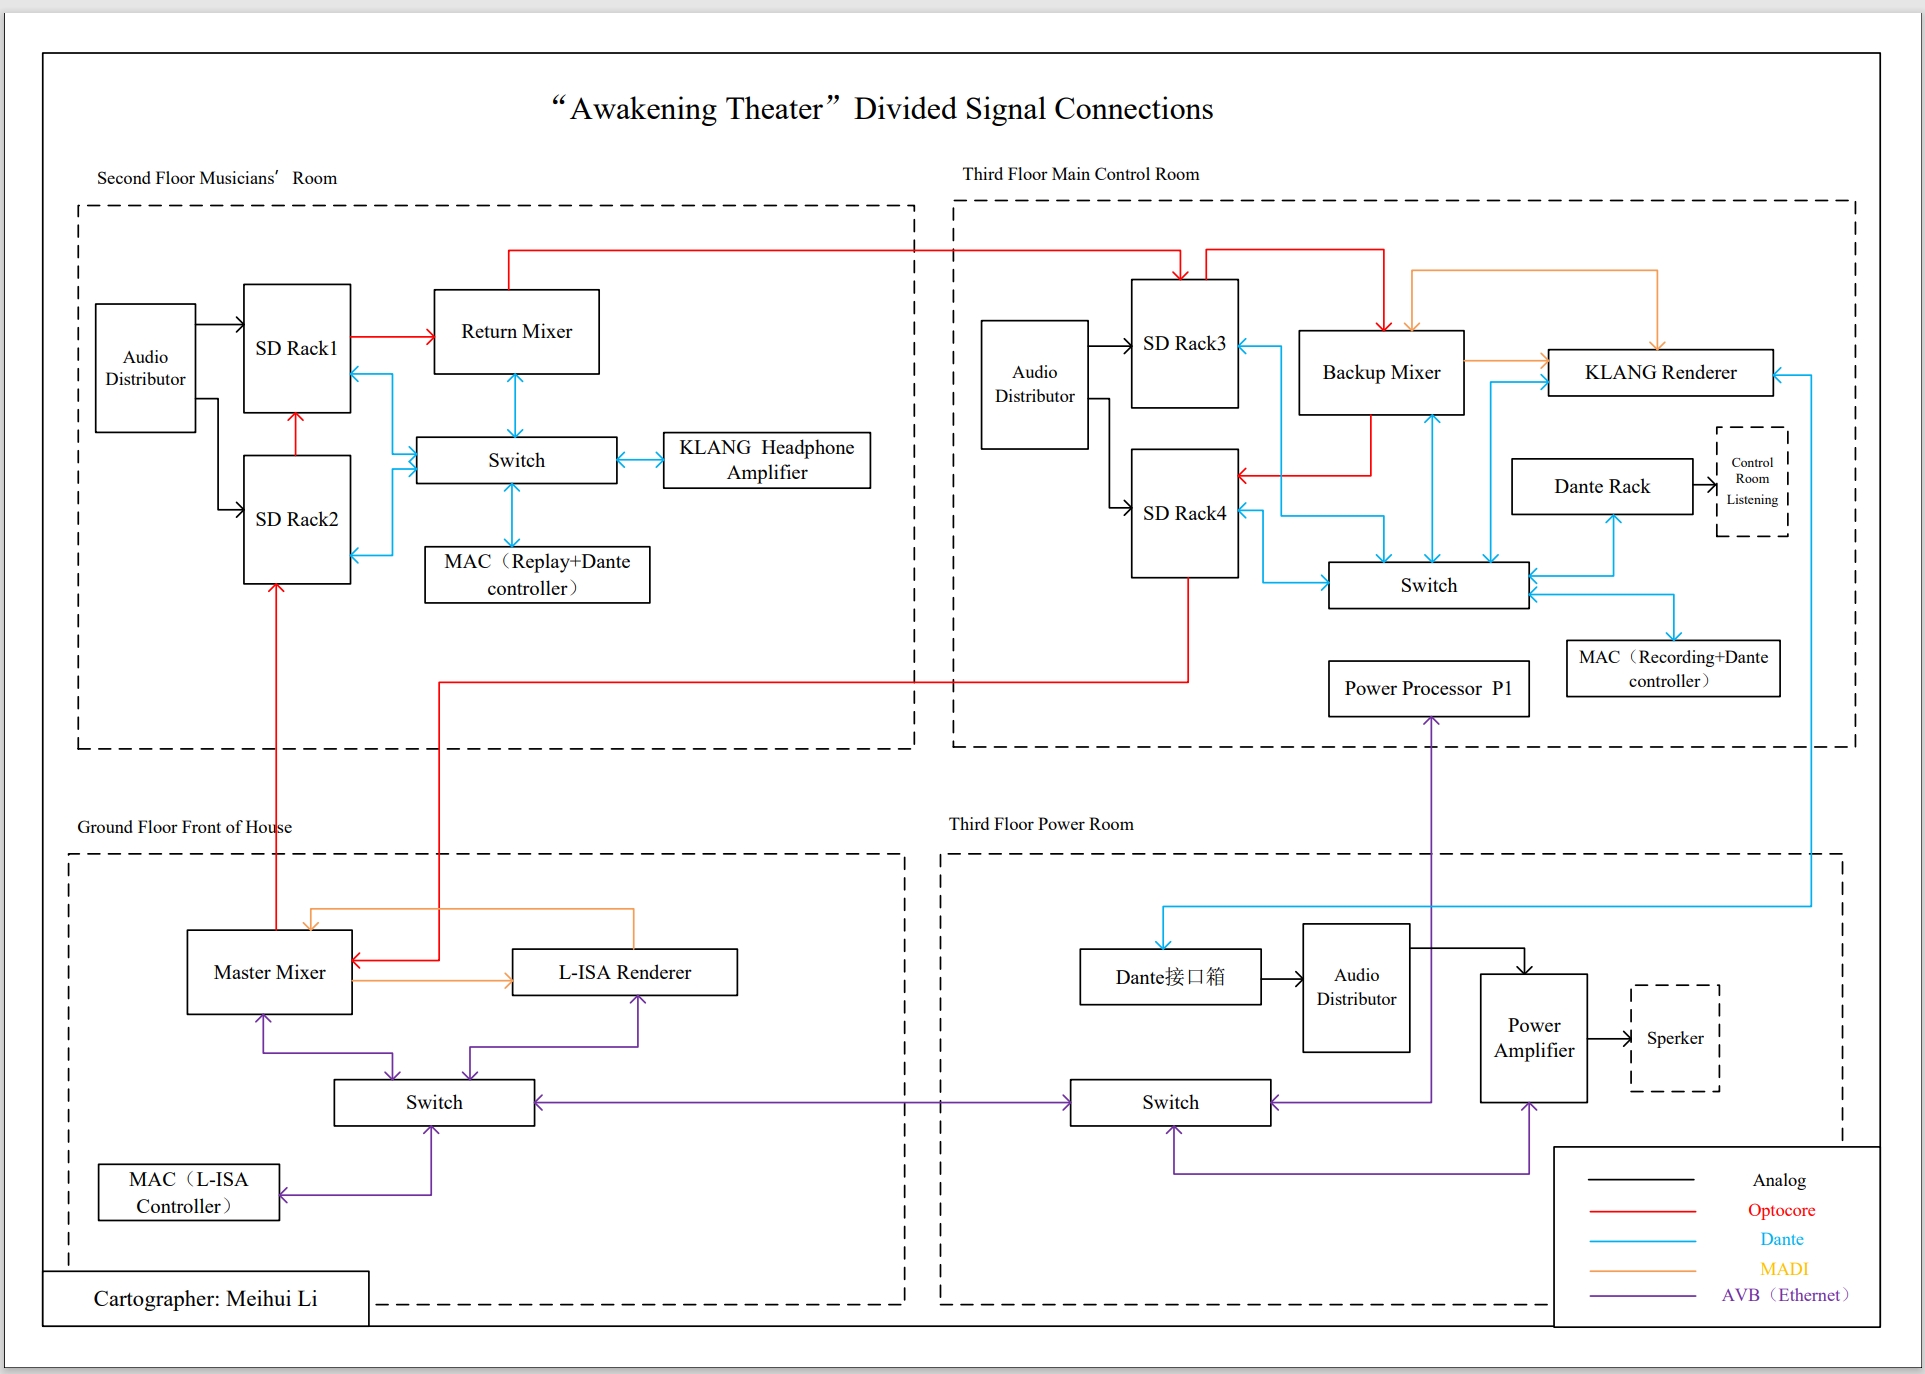 “Awakening Theater”Divided Signal Connections
Second Floor Musicians′ Room
Third Floor Main Control Room
Audio
Distributor
SD Rack1
Return Mixer
SD Rack2
Switch
KLANG Headphone
Amplifier
MAC（Replay+Dante
controller）
Audio
Distributor
SD Rack3
Backup Mixer
KLANG Renderer
SD Rack4
Dante Rack
Control
Room
Listening
Switch
MAC（Recording+Dante
controller）
Power Processor P1
Ground Floor Front of House
Third Floor Power Room
Master Mixer
L-ISA Renderer
Switch
MAC（L-ISA
Controller）
Dante接口箱
Audio
Distributor
Power
Amplifier
Sperker
Switch
Analog
Optocore
Dante
MADI
AVB（Ethernet）
Cartographer: Meihui Li